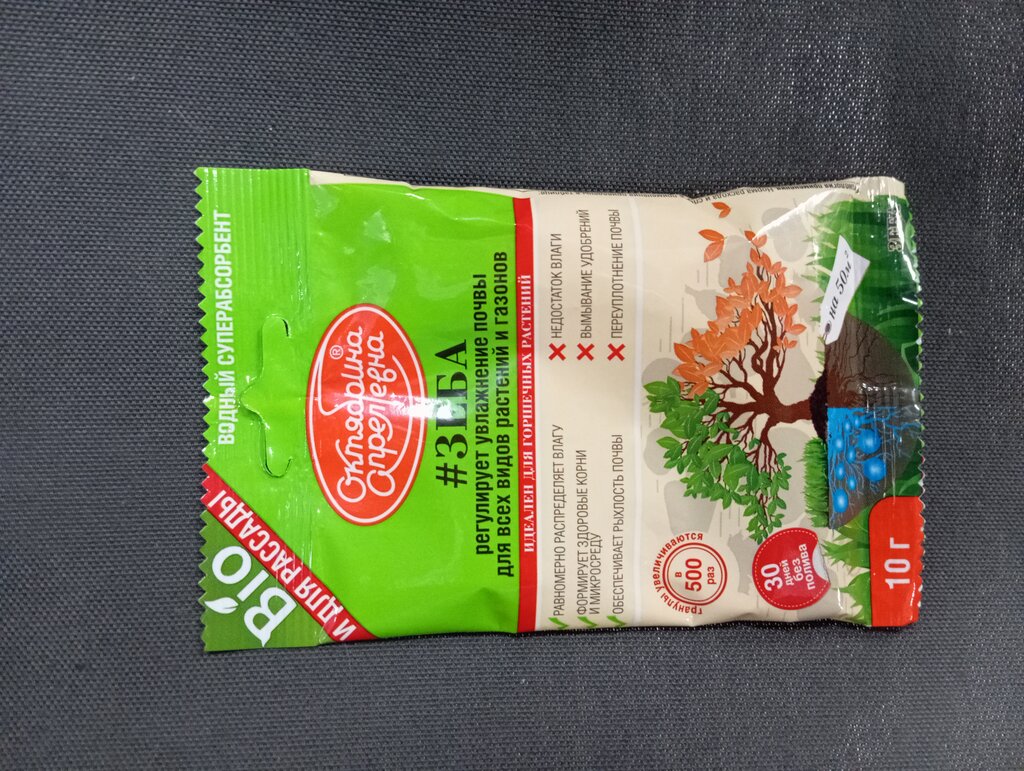 ВОДНЫЙ СУПЕРАБСОРБЕНТ
Bio
И ДЛЯ РАССАДЫ
Октябрина
Апрелевна
®
#ЗЕБА
регулирует увлажнение почвы
для всех видов растений и газонов
ИДЕАЛЕН ДЛЯ ГОРШЕЧНЫХ РАСТЕНИЙ
РАВНОМЕРНО РАСПРЕДЕЛЯЕТ ВЛАГУ
ФОРМИРУЕТ ЗДОРОВЫЕ КОРНИ
И МИКРОСРЕДУ
ОБЕСПЕЧИВАЕТ РЫХЛОСТЬ ПОЧВЫ
НЕДОСТАТОК ВЛАГИ
ВЫМЫВАНИЕ УДОБРЕНИЙ
ПЕРЕУПЛОТНЕНИЕ ПОЧВЫ
гранулы увеличиваются
в
500
раз
30
дней
без
полива
на 50м²
10 г